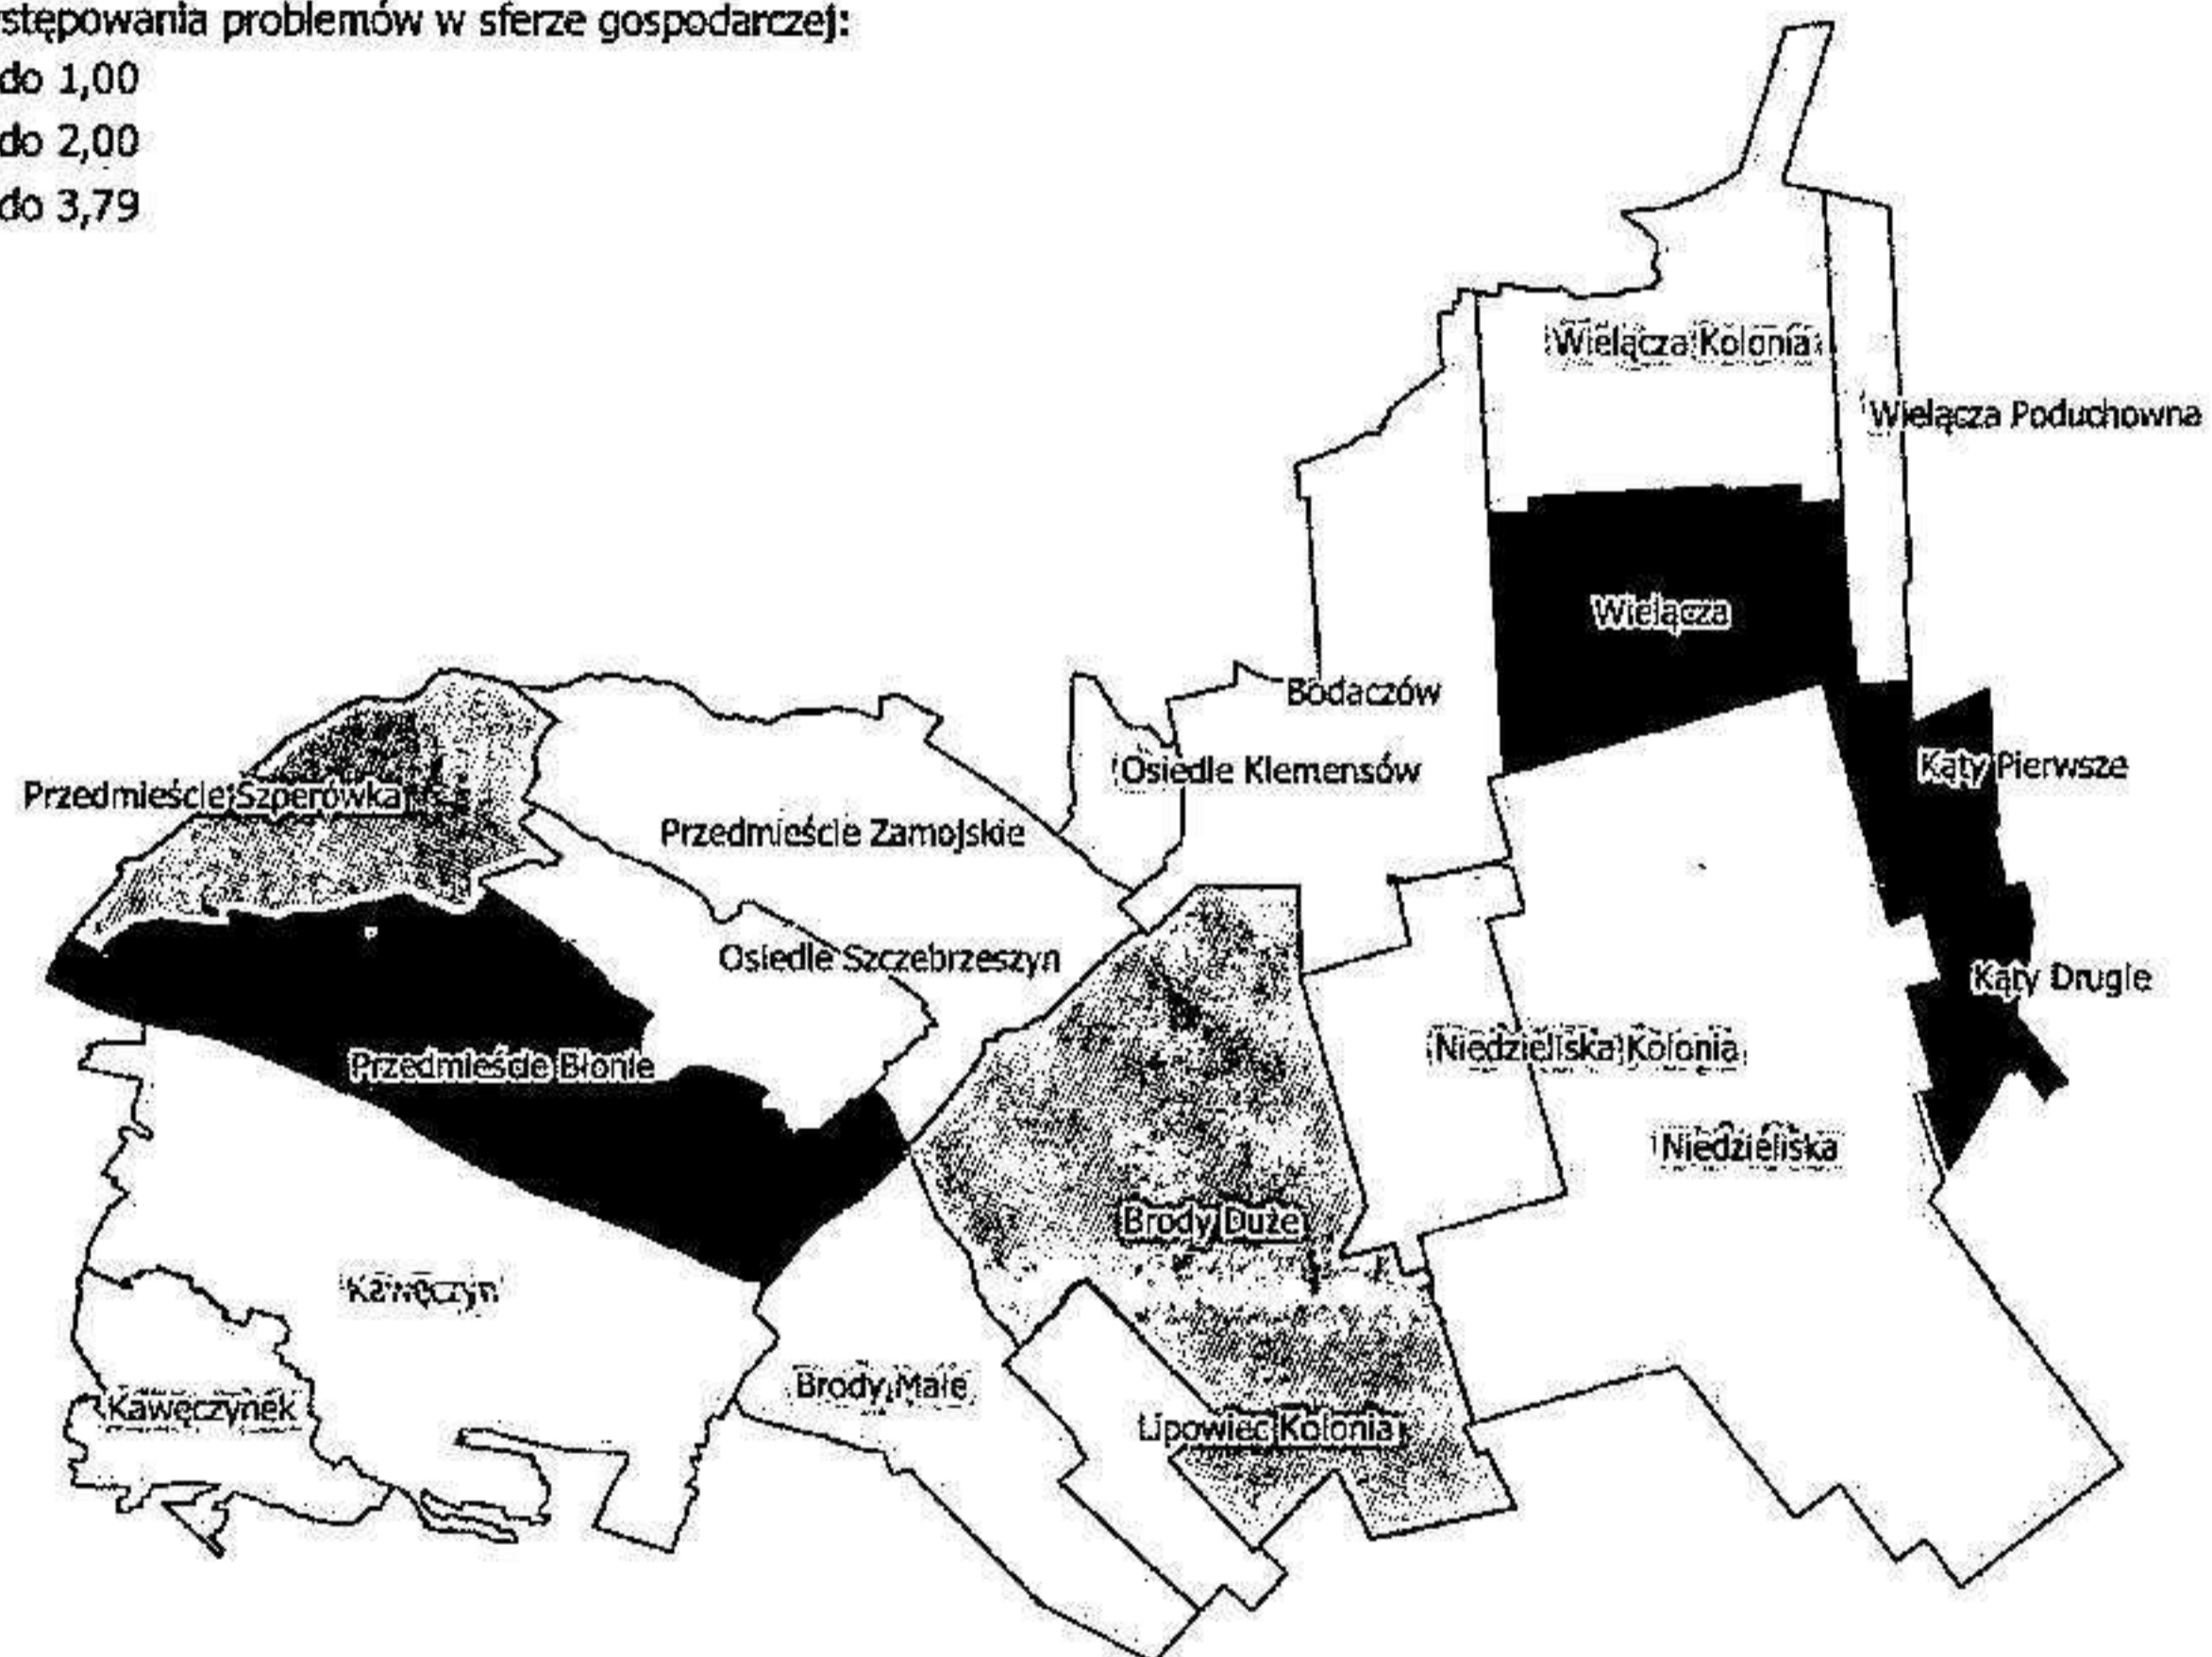 stępowania problemów w sferze gospodarczej:
do 1,00
do 2,00
do 3,79
Wielącza Kolonia
Wielącza Poduchowna
Wielącza
Bodaczów
Osiedle Klemensów
Kąty Pierwsze
Przedmieście Szperówka
Przedmieście Zamojskie
Osiedle Szczebrzeszyn
Kąty Drugie
Niedzieliska Kolonia
Przedmieście Błonie
Niedzieliska
Brody Duże
Kawęczyn
Brody Małe
Kawęczynek
Lipowiec Kolonia